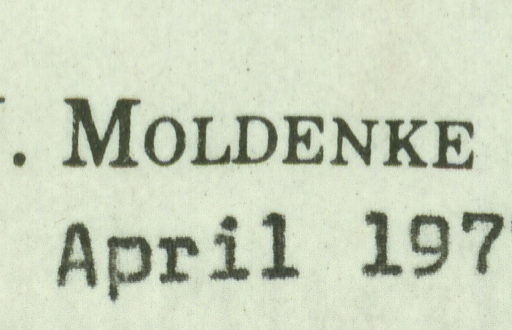 . MOLDENKE
April 197